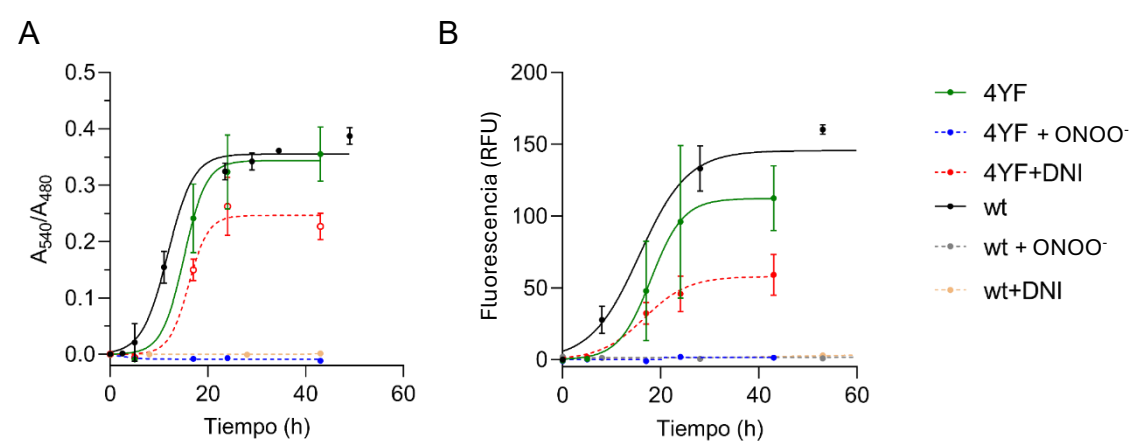 A
B
0.5
0.4
0.3
0.2
0.1
0.0
A540/A480
0
20
40
60
Tiempo (h)
200
150
100
50
0
Fluorescencia (RFU)
0
20
40
60
Tiempo (h)
4YF
4YF + ONOO⁻
4YF+DNI
wt
wt + ONOO⁻
wt+DNI